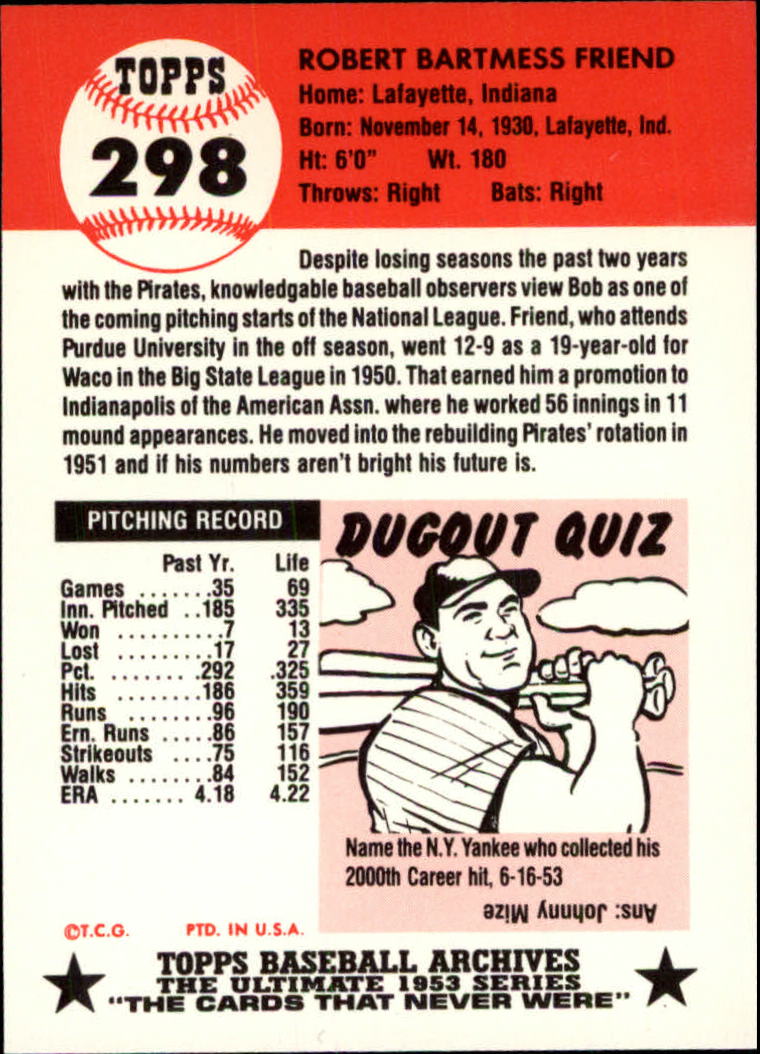 TOPPS
298
ROBERT BARTMESS FRIEND
Home: Lafayette, Indiana
Born: November 14, 1930, Lafayette, Ind.
Ht: 6'0" Wt. 180
Throws: Right Bats: Right
Despite losing seasons the past two years
with the Pirates, knowledgable baseball observers view Bob as one of
the coming pitching starts of the National League. Friend, who attends
Purdue University in the off season, went 12-9 as a 19-year-old for
Waco in the Big State League in 1950. That earned him a promotion to
Indianapolis of the American Assn. where he worked 56 innings in 11
mound appearances. He moved into the rebuilding Pirates' rotation in
1951 and if his numbers aren't bright his future is.
PITCHING RECORD
Past Yr. Life
Games .......35 69
Inn. Pitched ..185 335
Won ..........7 13
Lost .........17 27
Pct. .........292 .325
Hits ........186 359
Runs ........96 190
Ern. Runs .....86 157
Strikeouts ....75 116
Walks ........84 152
ERA ....... 4.18 4.22
DUGOUT QUIZ
Name the N.Y. Yankee who collected his
2000th Career hit, 6-16-53
Ans: Johnny Mize
©T.C.G. PTD. IN U.S.A.
TOPPS BASEBALL ARCHIVES
THE ULTIMATE 1953 SERIES
"THE CARDS THAT NEVER WERE"